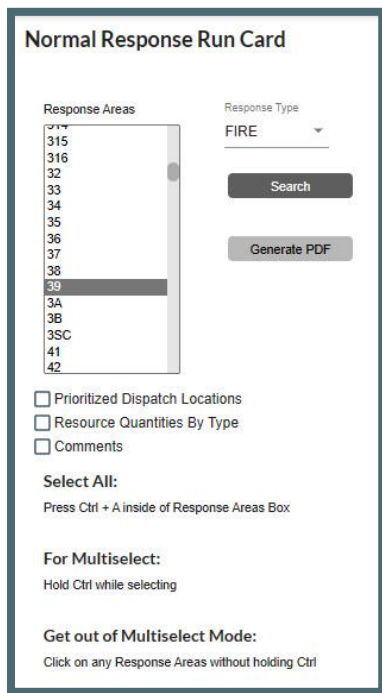 Normal Response Run Card
Response Areas
Response Type
FIRE
314
315
316
32
33
34
35
36
37
38
39
3A
3B
3SC
41
42
Search
Generate PDF
Prioritized Dispatch Locations
Resource Quantities By Type
Comments
Select All:
Press Ctrl + A inside of Response Areas Box
For Multiselect:
Hold Ctrl while selecting
Get out of Multiselect Mode:
Click on any Response Areas without holding Ctrl